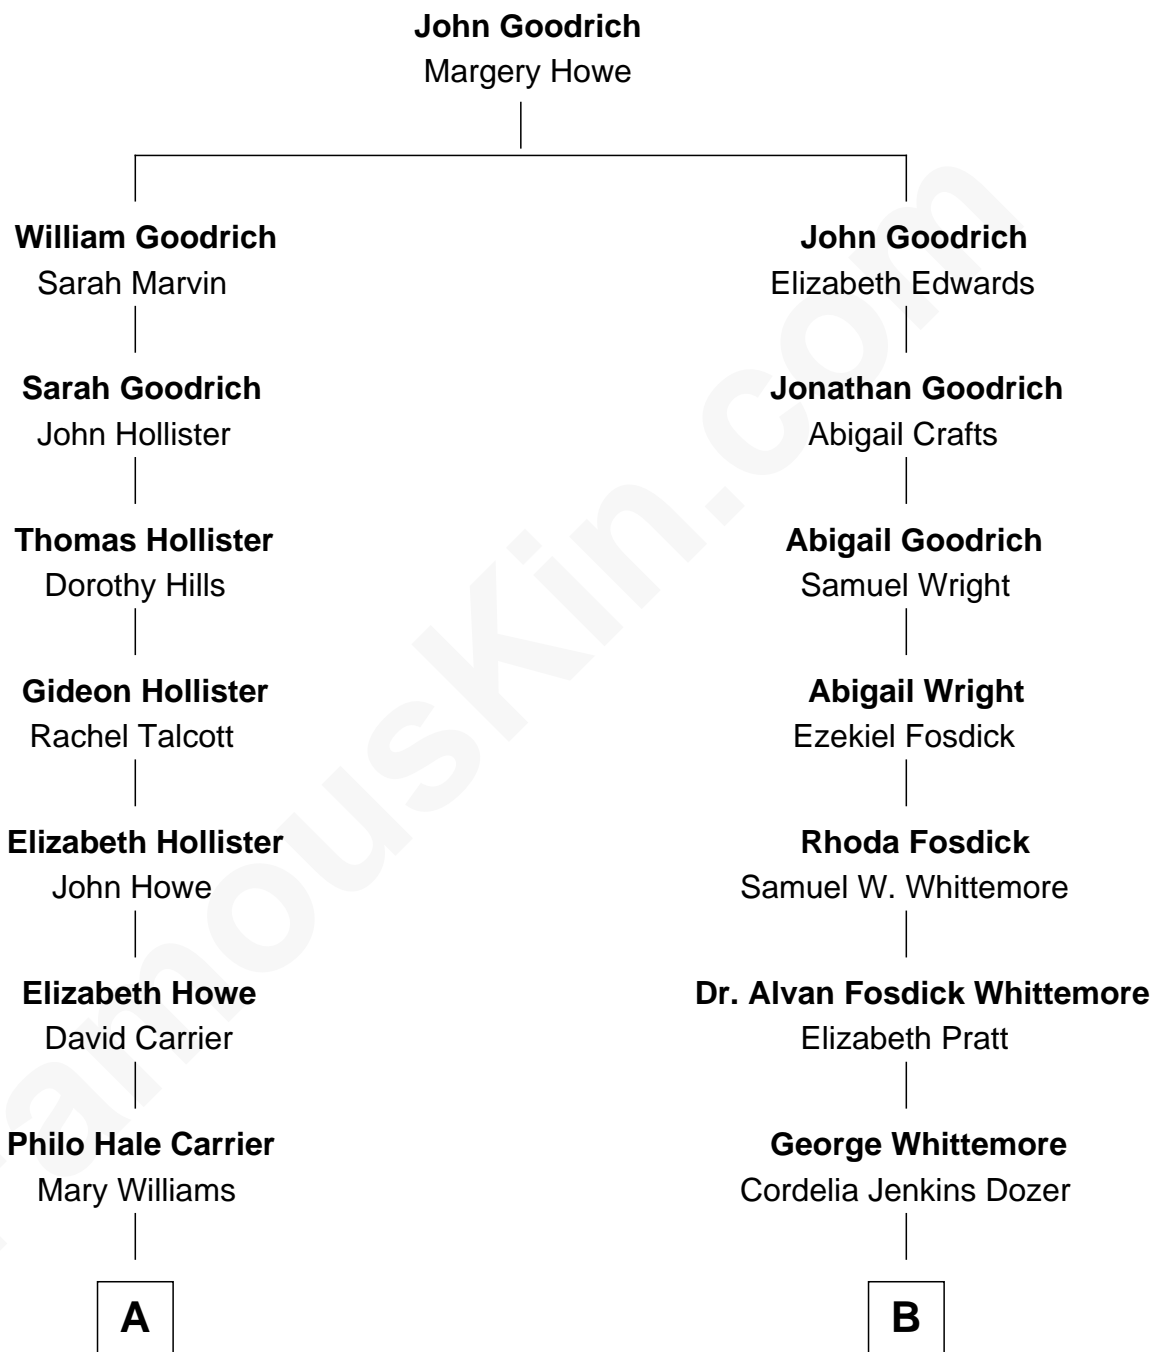 John Goodrich
Margery Howe
William Goodrich
Sarah Marvin
John Goodrich
Elizabeth Edwards
Sarah Goodrich
John Hollister
Jonathan Goodrich
Abigail Crafts
Thomas Hollister
Dorothy Hills
Abigail Goodrich
Samuel Wright
Gideon Hollister
Rachel Talcott
Abigail Wright
Ezekiel Fosdick
Elizabeth Hollister
John Howe
Rhoda Fosdick
Samuel W. Whittemore
Elizabeth Howe
David Carrier
Dr. Alvan Fosdick Whittemore
Elizabeth Pratt
Philo Hale Carrier
Mary Williams
George Whittemore
Cordelia Jenkins Dozer
A
B
FamousKin.com